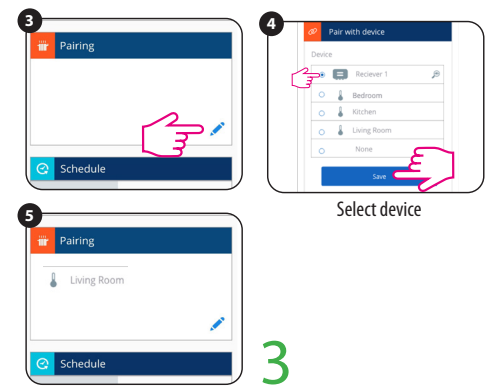 3
Pairing
Schedule
4
Pair with device
Device
Reciever 1
Bedroom
Kitchen
Living Room
None
Save
Select device
5
Pairing
Living Room
Schedule
3